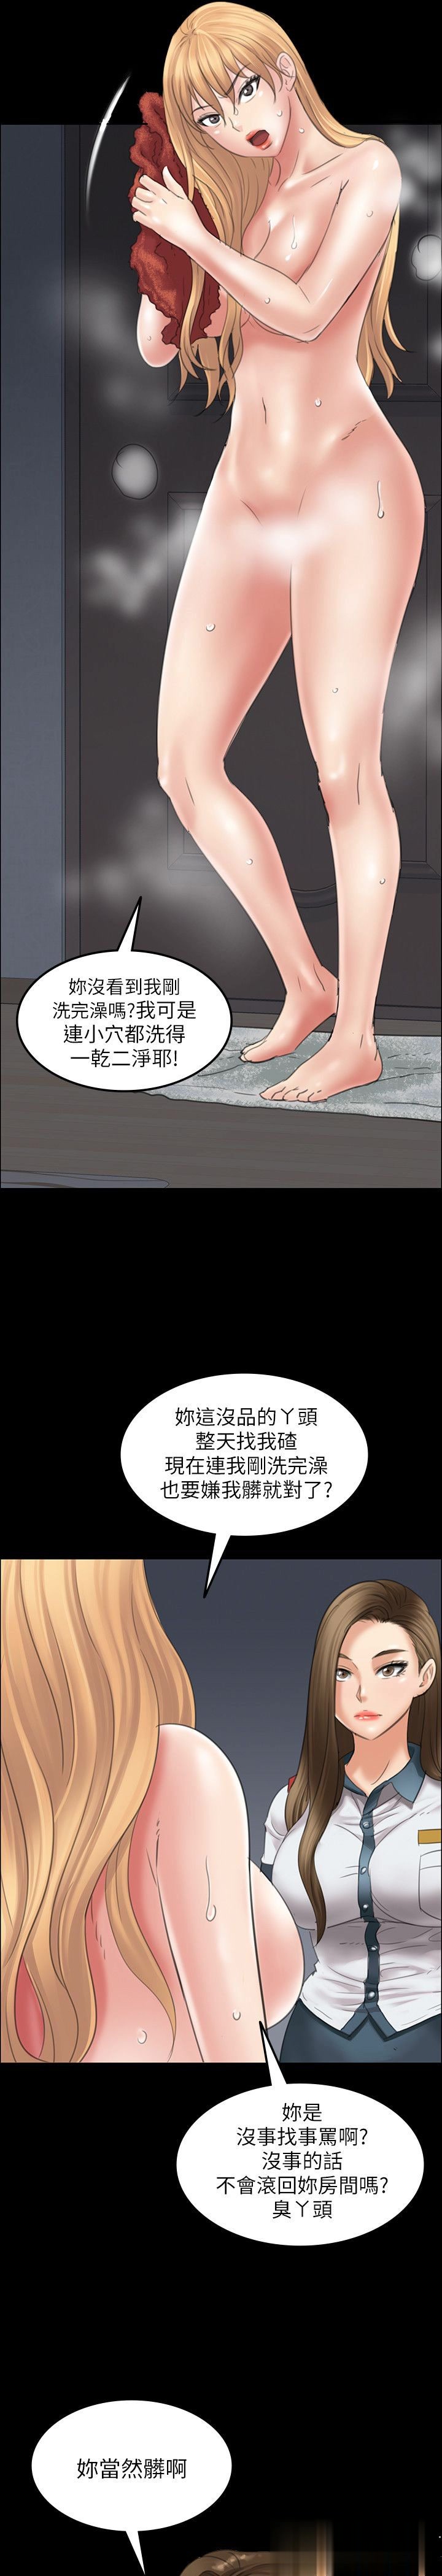 妳沒看到我剛
洗完澡嗎?我可是
連小穴都洗得
一乾二淨耶!
妳這沒品的丫頭
整天找我碴
現在連我剛洗完澡
也要嫌我髒就對了?
妳是
沒事找事罵啊?
沒事的話
不會滾回妳房間嗎?
臭丫頭
妳當然髒啊